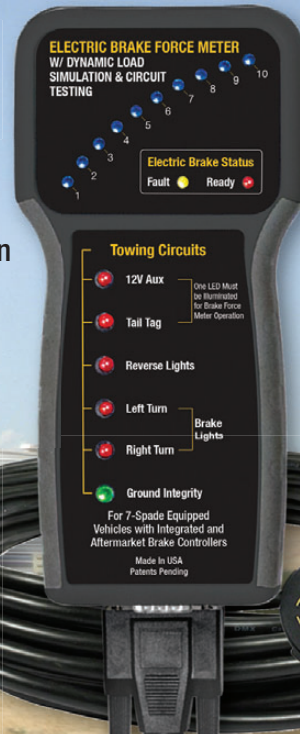 ELECTRIC BRAKE FORCE METER
W/ DYNAMIC LOAD
SIMULATION & CIRCUIT
TESTING
1
2
3
4
5
6
7
8
9
10
Electric Brake Status
Fault Ready
n
Towing Circuits
12V Aux
One LED Must
be Illuminated
for Brake Force
Meter Operation
Tail Tag
Reverse Lights
Left Turn
Brake
Lights
Right Turn
Ground Integrity
For 7-Spade Equipped
Vehicles with Integrated and
Aftermarket Brake Controllers
Made In USA
Patents Pending